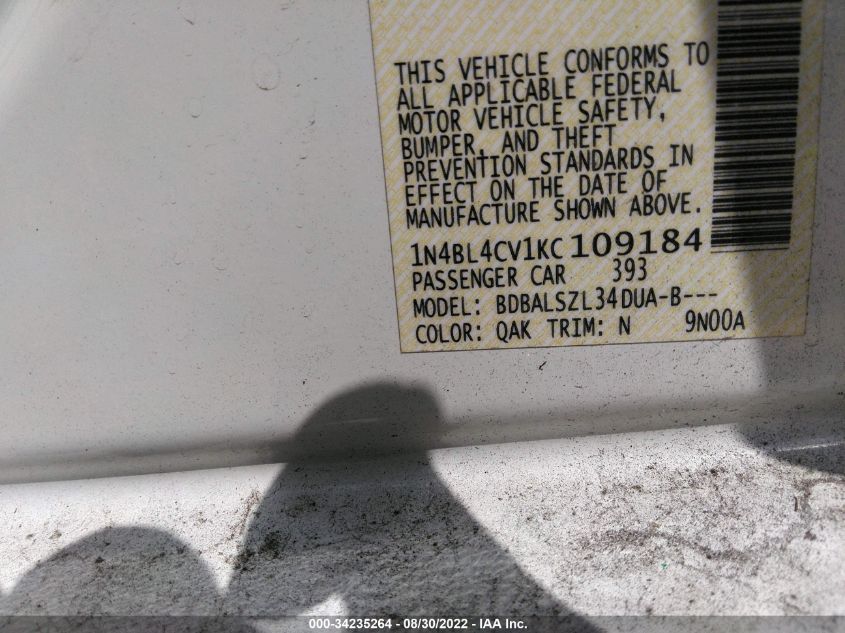 THIS VEHICLE CONFORMS TO
ALL APPLICABLE FEDERAL
MOTOR VEHICLE SAFETY,
BUMPER, AND THEFT
PREVENTION STANDARDS IN
EFFECT ON THE DATE OF
MANUFACTURE SHOWN ABOVE.
1N4BL4CV1KC109184
PASSENGER CAR 393
MODEL: BDBALSZL34DUA-B---
COLOR: QAK TRIM: N 9N00A
000-34235264 - 08/30/2022 - IAA Inc.